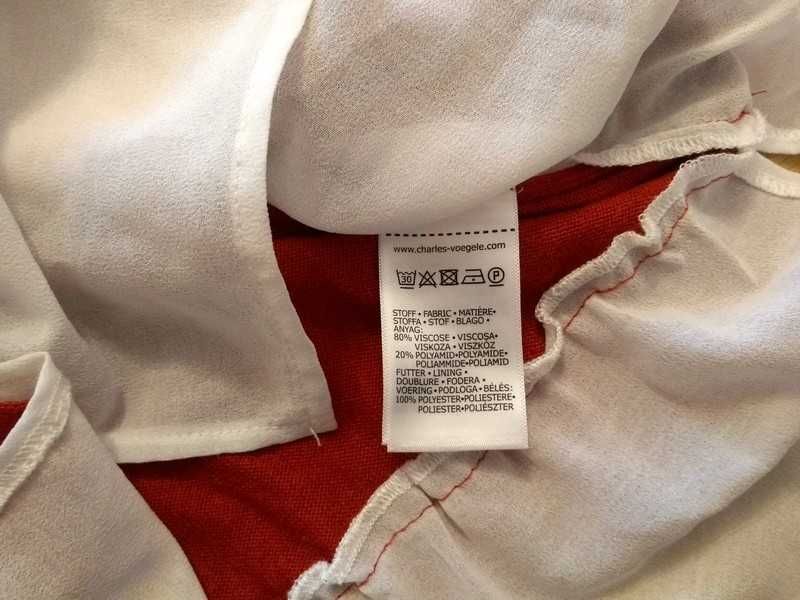 www.charles-voegele.com
30 P
STOFF • FABRIC • MATIÈRE•
STOFFA • STOF • BLAGO •
ANYAG:
80% VISCOSE • VISCOSA•
VISKOZA • VISZKÓZ
20% POLYAMID•POLYAMIDE•
POLIAMMIDE•POLIAMID
FUTTER • LINING •
DOUBLURE • FODERA •
VOERING • PODLOGA • BÉLÉS:
100% POLYESTER•POLIESTERE•
POLIESTER•POLIÉSZTER